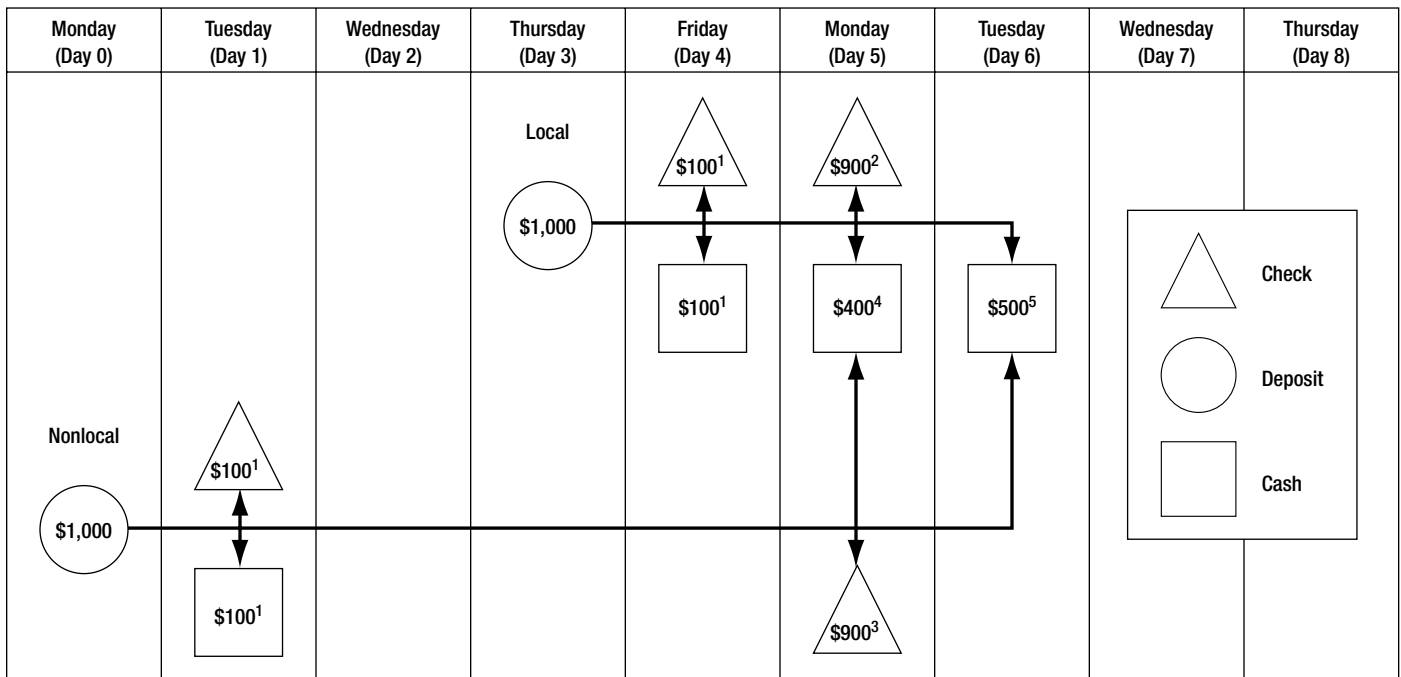 Monday
(Day 0)
Tuesday
(Day 1)
Wednesday
(Day 2)
Thursday
(Day 3)
Friday
(Day 4)
Monday
(Day 5)
Tuesday
(Day 6)
Wednesday
(Day 7)
Thursday
(Day 8)
Local
$1,000
$100¹
$900²
$100¹
$400⁴
$500⁵
Nonlocal
$1,000
$100¹
$100¹
$900³
Check
Deposit
Cash